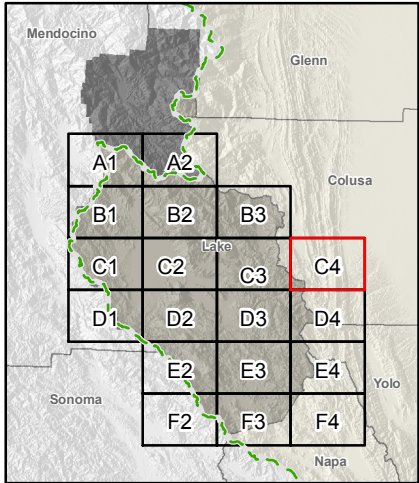 Mendocino
Glenn
A1 A2
Colusa
B1 B2 B3
Lake
C1 C2 C3 C4
D1 D2 D3 D4
E2 E3 E4
Yolo
Sonoma
F2 F3 F4
Napa